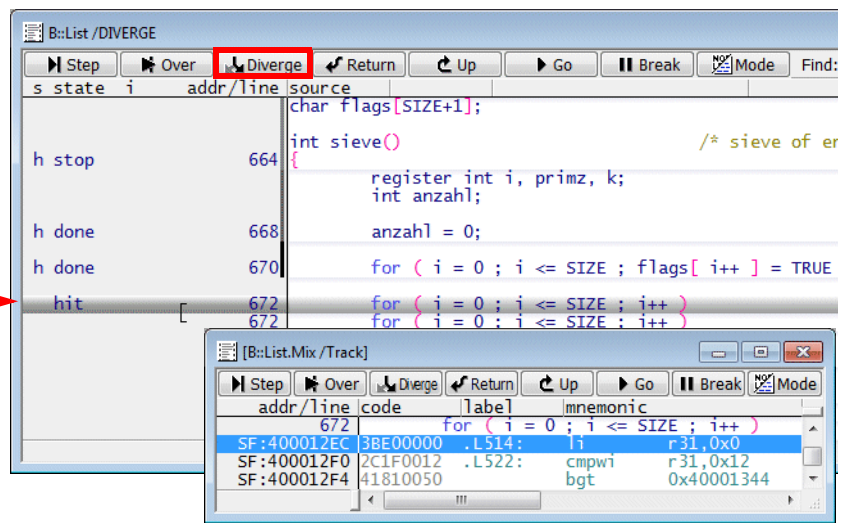 B::List /DIVERGE
Step Over Diverge Return Up Go Break Mode Find:
s state i addr/line source
char flags[SIZE+1];
int sieve() /* sieve of er
h stop 664 {
register int i, primz, k;
int anzahl;
h done 668 anzahl = 0;
h done 670 for ( i = 0 ; i <= SIZE ; flags[ i++ ] = TRUE
hit 672 for ( i = 0 ; i <= SIZE ; i++ )
672 for ( i = 0 ; i <= SIZE ; i++ )
[B::List.Mix /Track]
Step Over Diverge Return Up Go Break Mode
addr/line code label mnemonic
672 for ( i = 0 ; i <= SIZE ; i++ )
SF:400012EC 3BE00000 .L514: li r31,0x0
SF:400012F0 2C1F0012 .L522: cmpwi r31,0x12
SF:400012F4 41810050 bgt 0x40001344